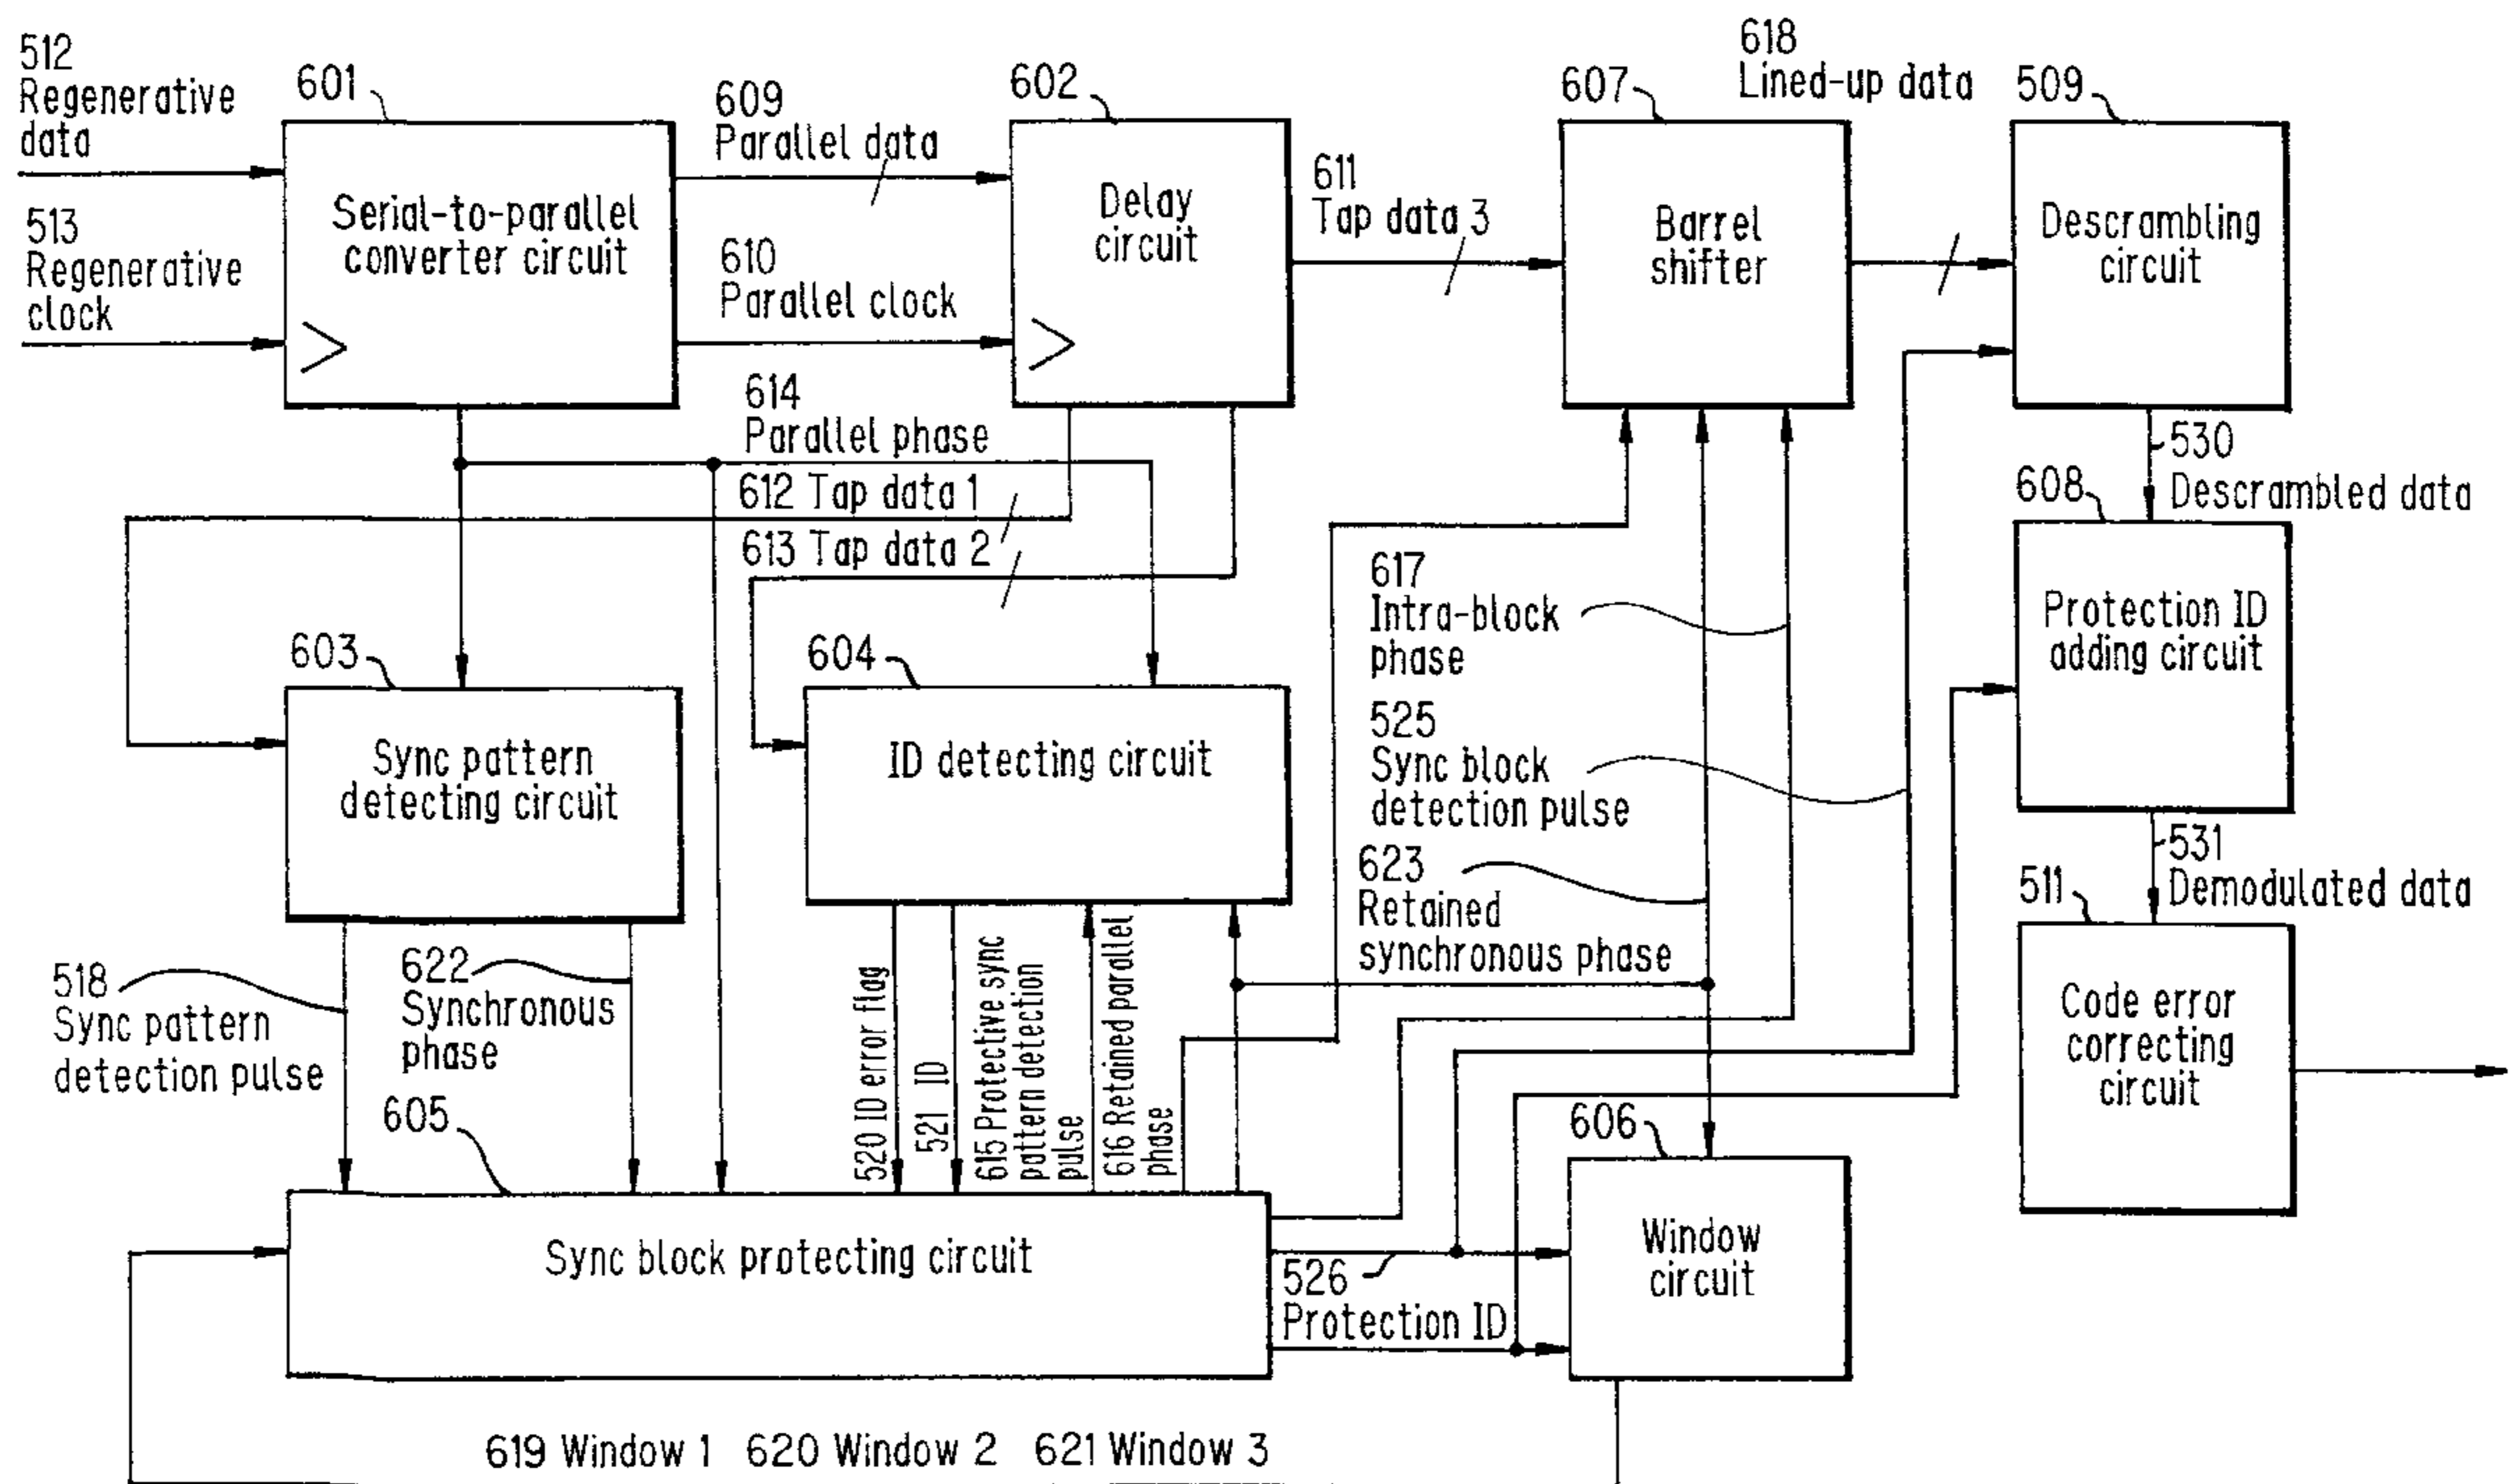 512
Regenerative
data
513
Regenerative
clock
601
Serial-to-parallel
converter circuit
609
Parallel data
610
Parallel clock
602
Delay
circuit
611
Tap data 3
607
Barrel
shifter
618
Lined-up data
509
Descrambling
circuit
614
Parallel phase
612 Tap data 1
613 Tap data 2
530
Descrambled data
608
Protection ID
adding circuit
617
Intra-block
phase
525
Sync block
detection pulse
623
Retained
synchronous phase
603
Sync pattern
detecting circuit
604
ID detecting circuit
531
Demodulated data
511
Code error
correcting
circuit
518
Sync pattern
detection pulse
622
Synchronous
phase
520 ID error flag
521 ID
615 Protective sync
pattern detection
pulse
616 Retained parallel
phase
605
Sync block protecting circuit
526
Protection ID
606
Window
circuit
619 Window 1 620 Window 2 621 Window 3